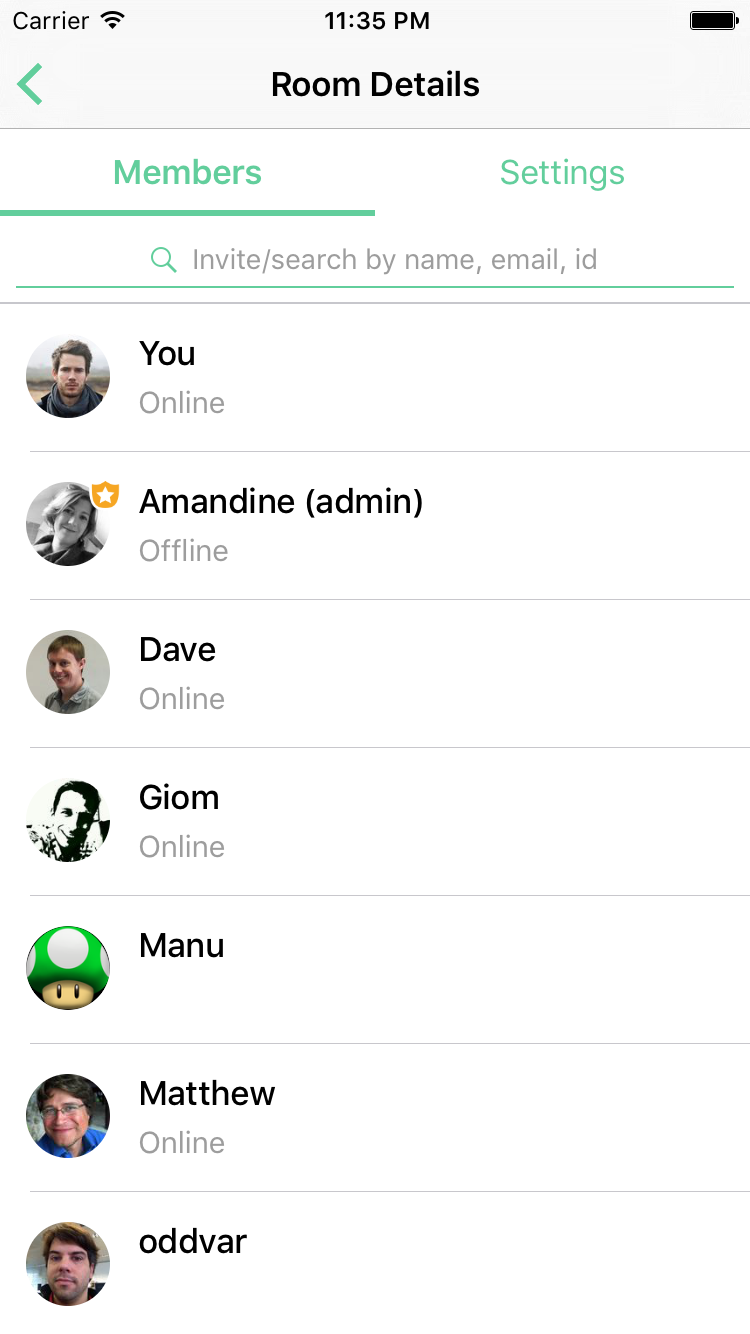 Carrier 11:35 PM
Room Details
Members Settings
Invite/search by name, email, id
You
Online
Amandine (admin)
Offline
Dave
Online
Giom
Online
Manu
Matthew
Online
oddvar